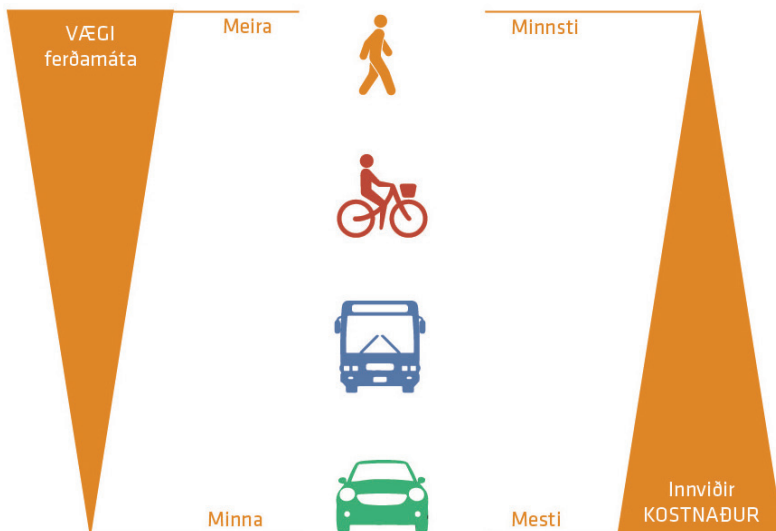 VÆGI
ferðamáta
Meira
Minnsti
Minna
Mesti
Innviðir
KOSTNAÐUR